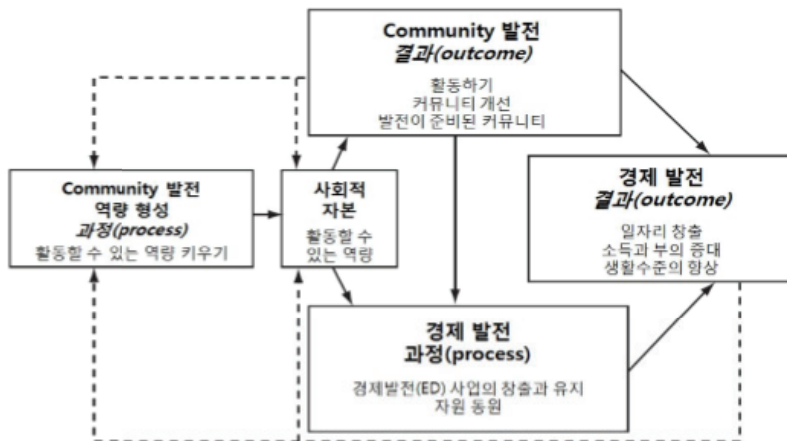 Community 발전
결과(outcome)
활동하기
커뮤니티 개선
발전이 준비된 커뮤니티
Community 발전
역량 형성
과정(process)
활동할 수 있는 역량 키우기
사회적
자본
활동할 수
있는 역량
경제 발전
결과(outcome)
일자리 창출
소득과 부의 증대
생활수준의 향상
경제 발전
과정(process)
경제발전(ED) 사업의 창출과 유지
자원 동원